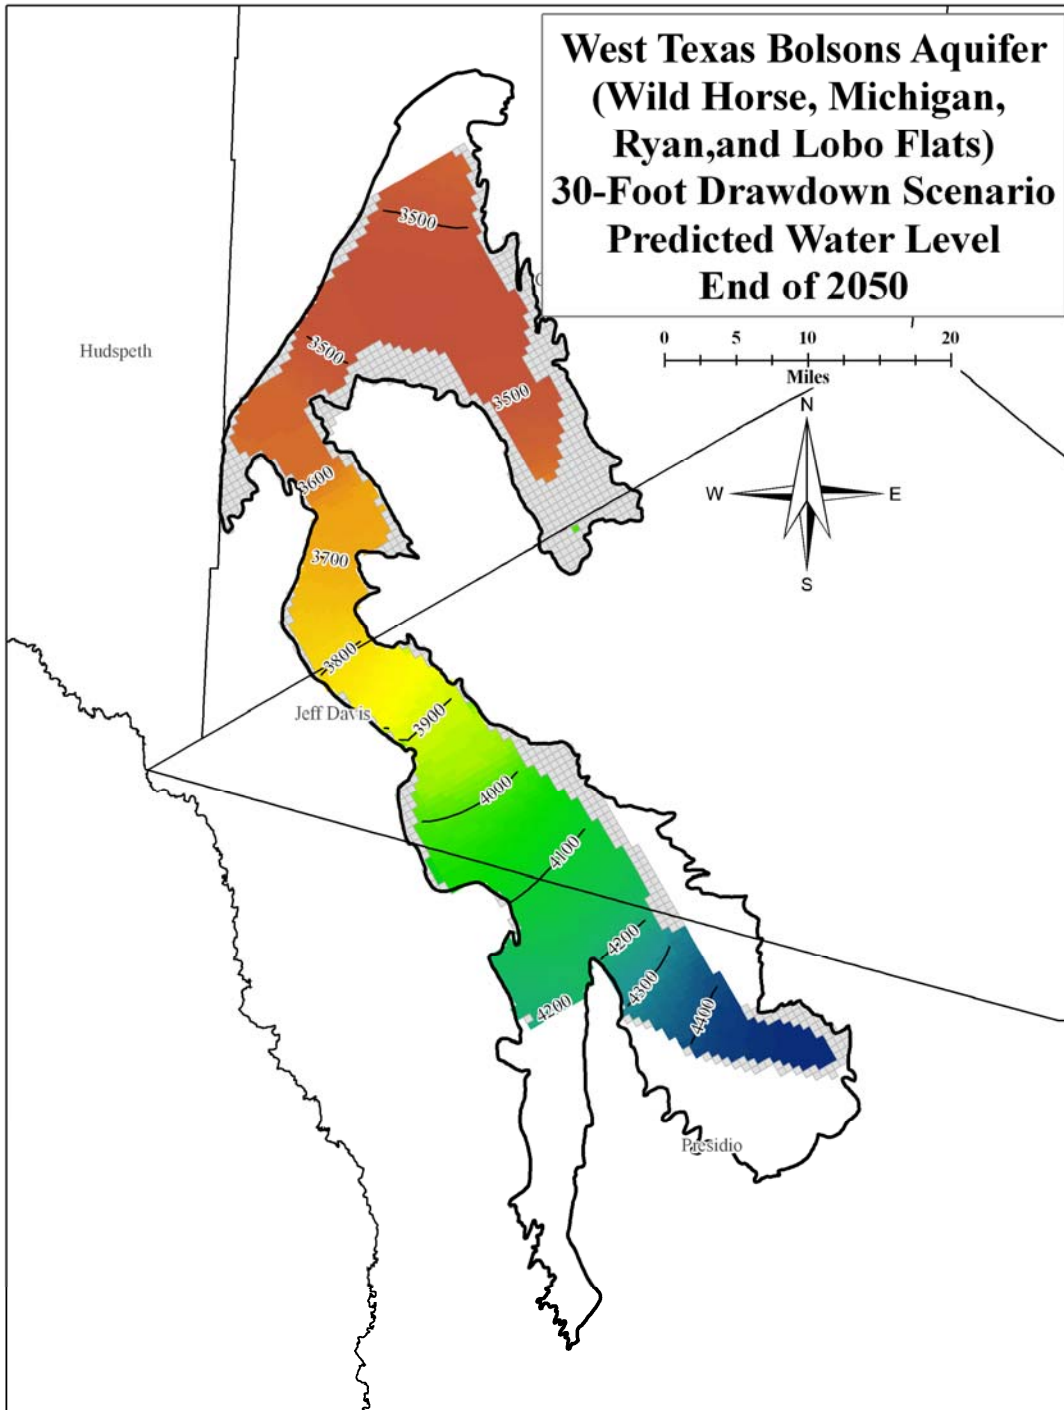 West Texas Bolsons Aquifer
(Wild Horse, Michigan,
Ryan,and Lobo Flats)
30-Foot Drawdown Scenario
Predicted Water Level
End of 2050
0 5 10 20
Miles
N
W E
S
3500
Hudspeth
3500
3500
3600
3700
3800
Jeff Davis
3900
4000
4100
4200
4300
4200
4400
Presidio